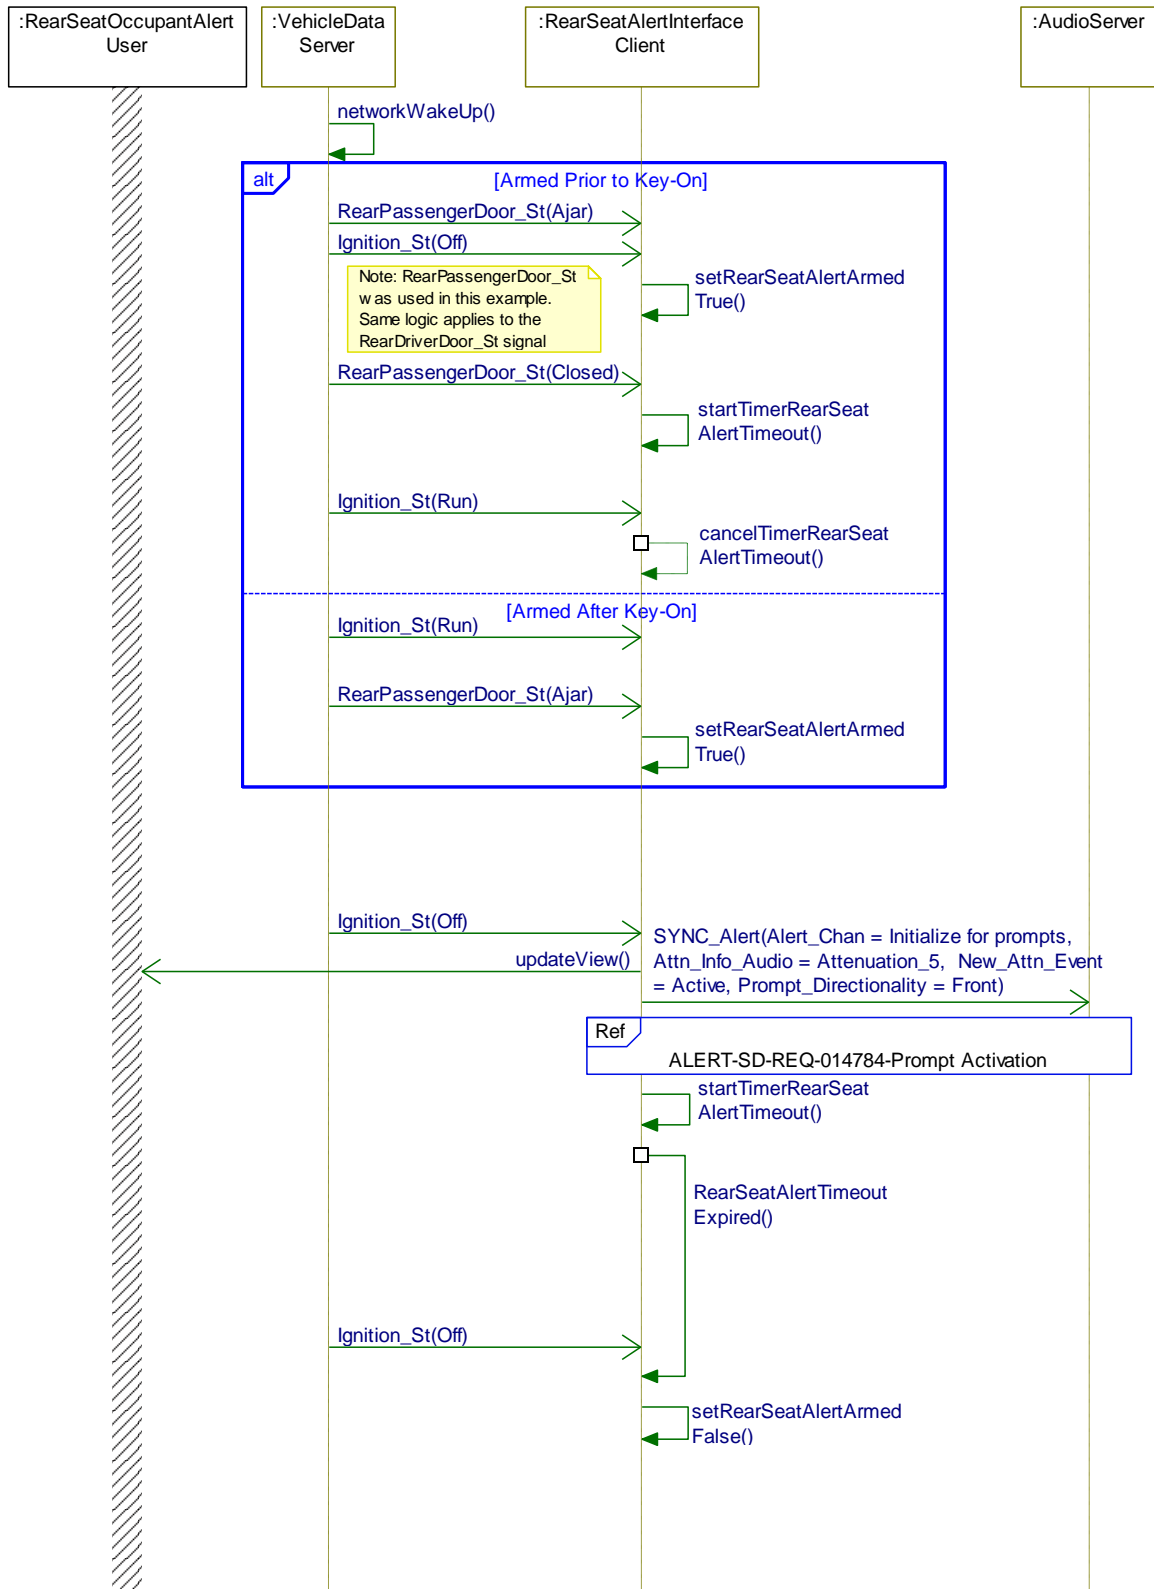 :RearSeatOccupantAlert
User
:VehicleData
Server
:RearSeatAlertInterface
Client
:AudioServer
networkWakeUp()
alt
[Armed Prior to Key-On]
RearPassengerDoor_St(Ajar)
Ignition_St(Off)
Note: RearPassengerDoor_St
was used in this example.
Same logic applies to the
RearDriverDoor_St signal
setRearSeatAlertArmed
True()
RearPassengerDoor_St(Closed)
startTimerRearSeat
AlertTimeout()
Ignition_St(Run)
cancelTimerRearSeat
AlertTimeout()
[Armed After Key-On]
Ignition_St(Run)
RearPassengerDoor_St(Ajar)
setRearSeatAlertArmed
True()
Ignition_St(Off)
updateView()
SYNC_Alert(Alert_Chan = Initialize for prompts,
Attn_Info_Audio = Attenuation_5, New_Attn_Event
= Active, Prompt_Directionality = Front)
Ref
ALERT-SD-REQ-014784-Prompt Activation
startTimerRearSeat
AlertTimeout()
RearSeatAlertTimeout
Expired()
Ignition_St(Off)
setRearSeatAlertArmed
False()